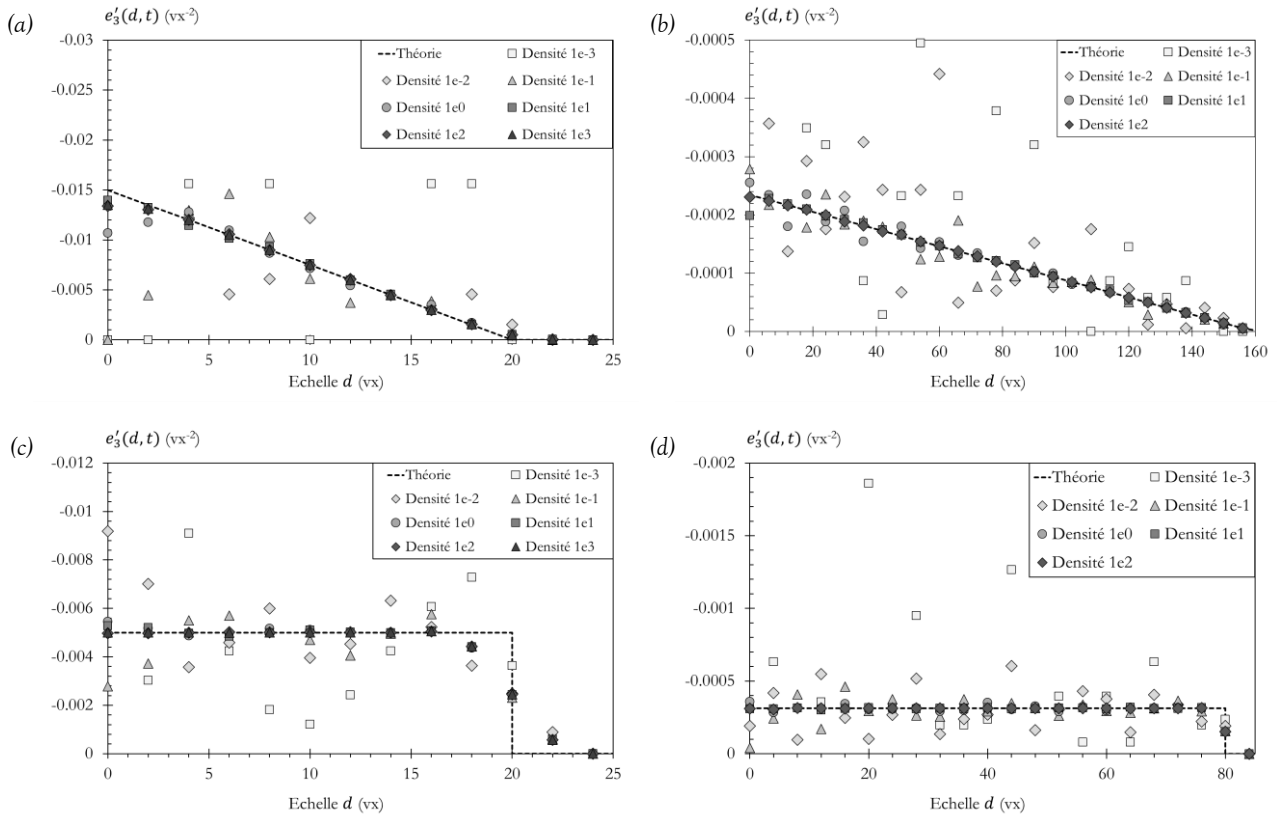 (a)
e′₃(d, t) (vx⁻²)
-0.03
-0.025
-0.02
-0.015
-0.01
-0.005
0
Théorie
Densité 1e-3
Densité 1e-2
Densité 1e-1
Densité 1e0
Densité 1e1
Densité 1e2
Densité 1e3
0 5 10 15 20 25
Echelle d (vx)
(b)
e′₃(d, t) (vx⁻²)
-0.0005
-0.0004
-0.0003
-0.0002
-0.0001
0
Théorie
Densité 1e-3
Densité 1e-2
Densité 1e-1
Densité 1e0
Densité 1e1
Densité 1e2
0 20 40 60 80 100 120 140 160
Echelle d (vx)
(c)
e′₃(d, t) (vx⁻²)
-0.012
-0.01
-0.008
-0.006
-0.004
-0.002
0
Théorie
Densité 1e-3
Densité 1e-2
Densité 1e-1
Densité 1e0
Densité 1e1
Densité 1e2
Densité 1e3
0 5 10 15 20 25
Echelle d (vx)
(d)
e′₃(d, t) (vx⁻²)
-0.002
-0.0015
-0.001
-0.0005
0
Théorie
Densité 1e-3
Densité 1e-2
Densité 1e-1
Densité 1e0
Densité 1e1
Densité 1e2
0 20 40 60 80
Echelle d (vx)